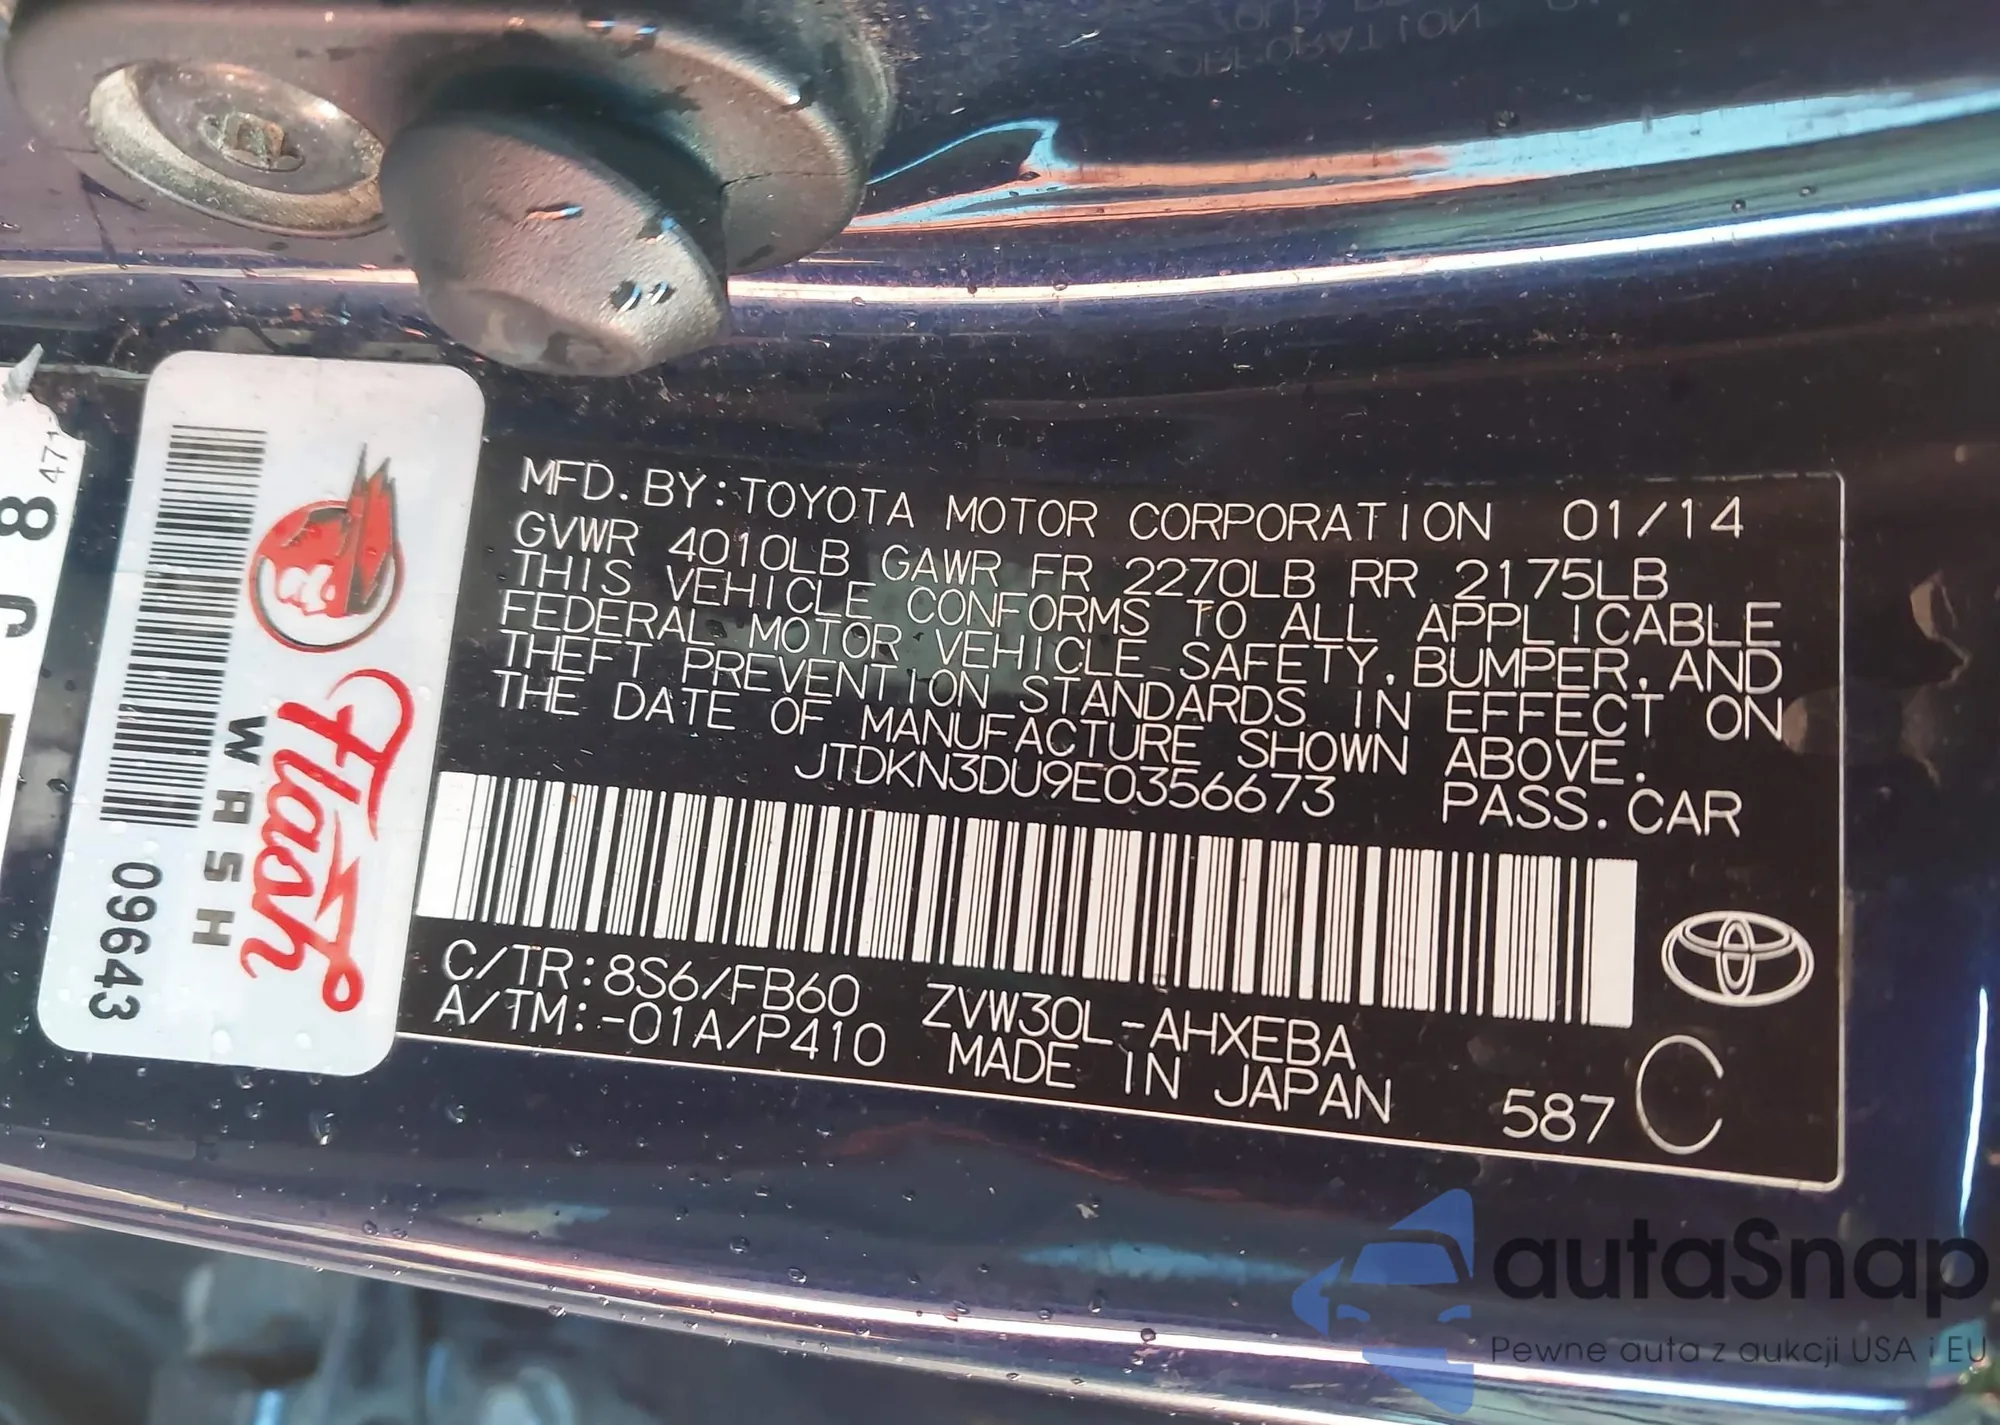 MFD. BY: TOYOTA MOTOR CORPORATION 01/14
GVWR 4010LB GAWR FR 2270LB RR 2175LB
THIS VEHICLE CONFORMS TO ALL APPLICABLE
FEDERAL MOTOR VEHICLE SAFETY, BUMPER, AND
THEFT PREVENTION STANDARDS IN EFFECT ON
THE DATE OF MANUFACTURE SHOWN ABOVE.
JTDKN3DU9E0356673 PASS. CAR
C/TR: 8S6/FB60 ZVW30L-AHXEBA
A/TM: -01A/P410 MADE IN JAPAN
587 C
Flash
WASH
09643
8
471
J
autaSnap
Pewne auta z aukcji USA i EU